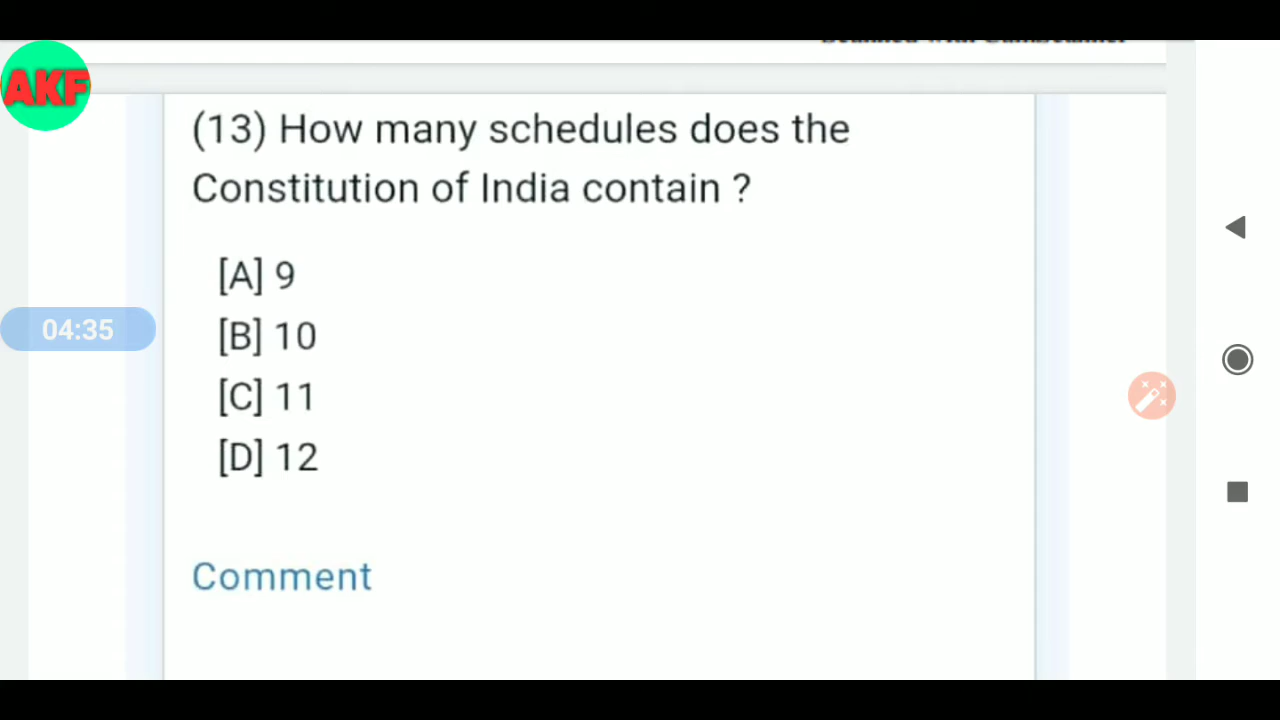 AKF
(13) How many schedules does the
Constitution of India contain ?
[A] 9
[B] 10
04:35
[C] 11
[D] 12
Comment